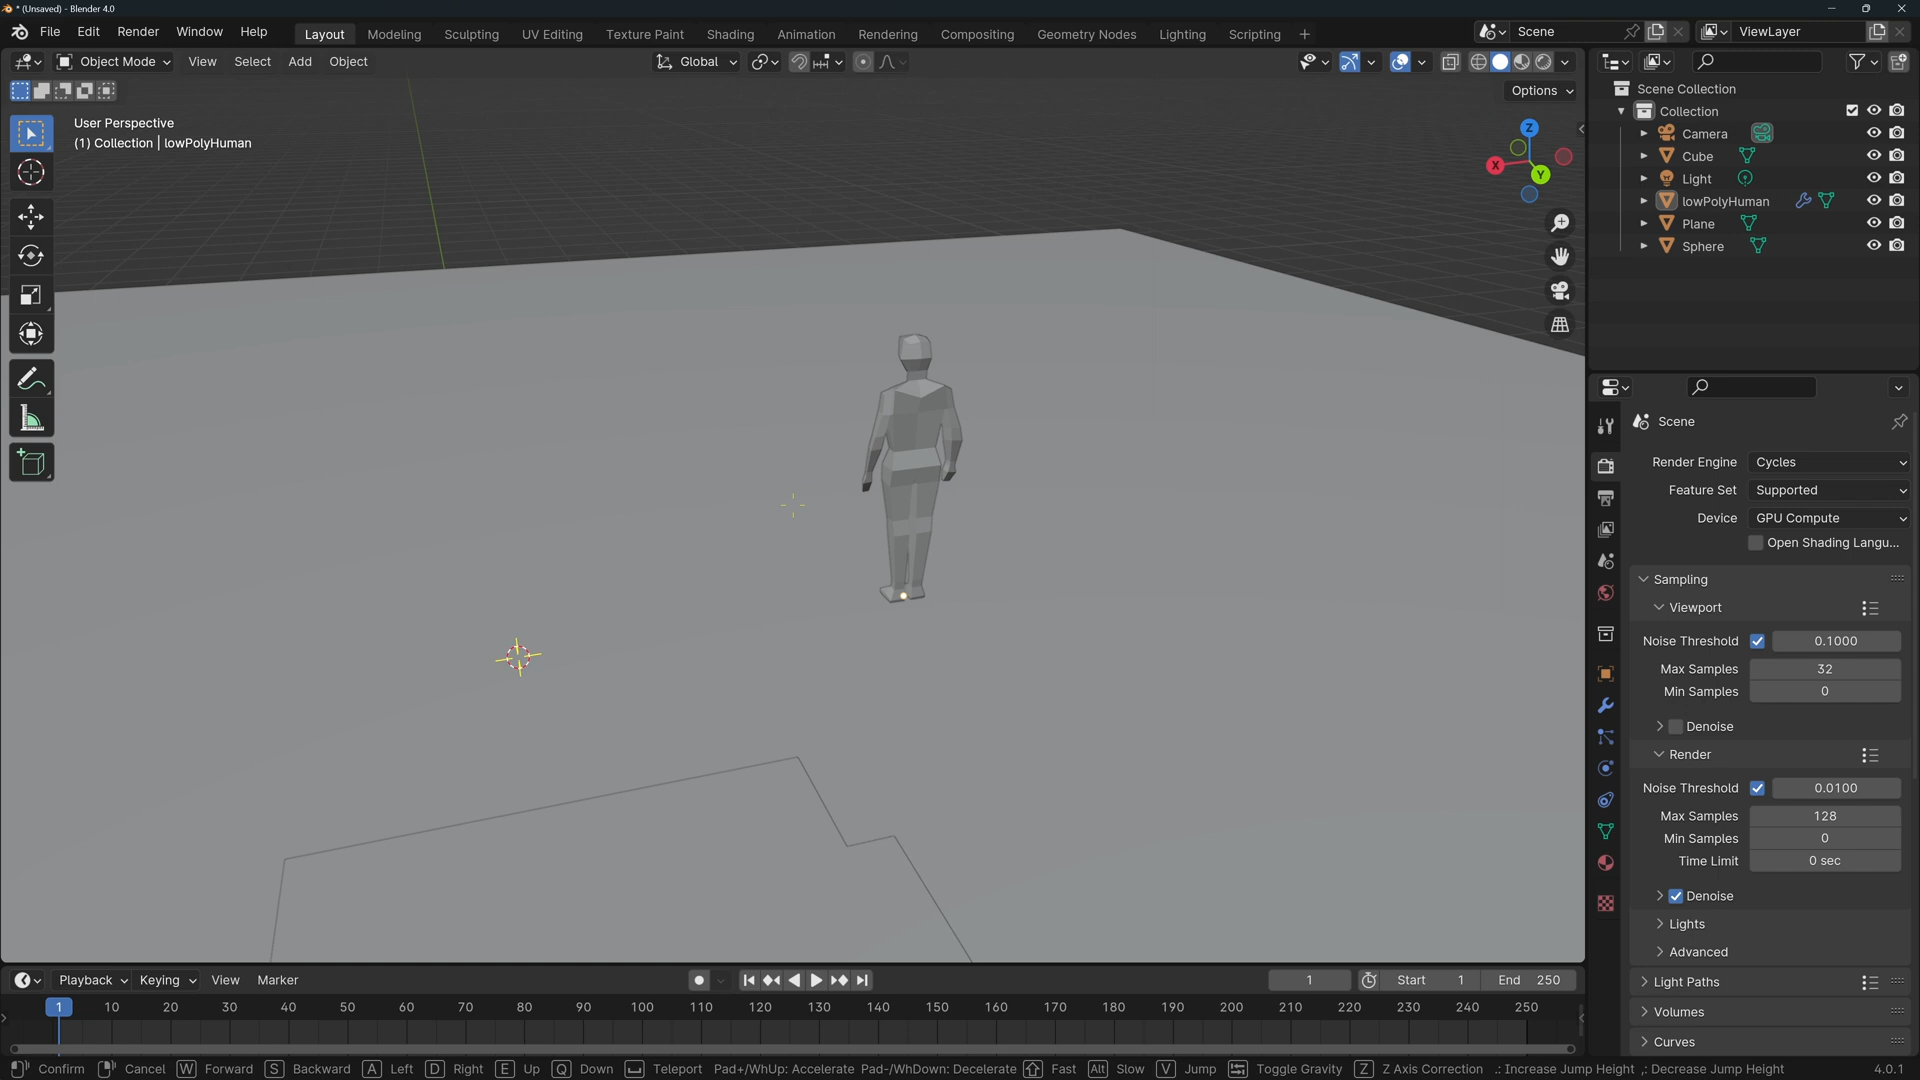 * (Unsaved) - Blender 4.0
File Edit Render Window Help Layout Modeling Sculpting UV Editing Texture Paint Shading Animation Rendering Compositing Geometry Nodes Lighting Scripting + Scene ViewLayer
Object Mode View Select Add Object Global
Options
User Perspective
(1) Collection | lowPolyHuman
Z
X
Y
Scene Collection
Collection
Camera
Cube
Light
lowPolyHuman
Plane
Sphere
Scene
Render Engine Cycles
Feature Set Supported
Device GPU Compute
Open Shading Langu...
Sampling
Viewport
Noise Threshold 0.1000
Max Samples 32
Min Samples 0
Denoise
Render
Noise Threshold 0.0100
Max Samples 128
Min Samples 0
Time Limit 0 sec
Denoise
Lights
Advanced
Light Paths
Volumes
Curves
Playback Keying View Marker 1 Start 1 End 250
1 10 20 30 40 50 60 70 80 90 100 110 120 130 140 150 160 170 180 190 200 210 220 230 240 250
Confirm Cancel W Forward S Backward A Left D Right E Up Q Down Teleport Pad+/WhUp: Accelerate Pad-/WhDown: Decelerate Fast Alt Slow V Jump Toggle Gravity Z Z Axis Correction .: Increase Jump Height ,: Decrease Jump Height 4.0.1